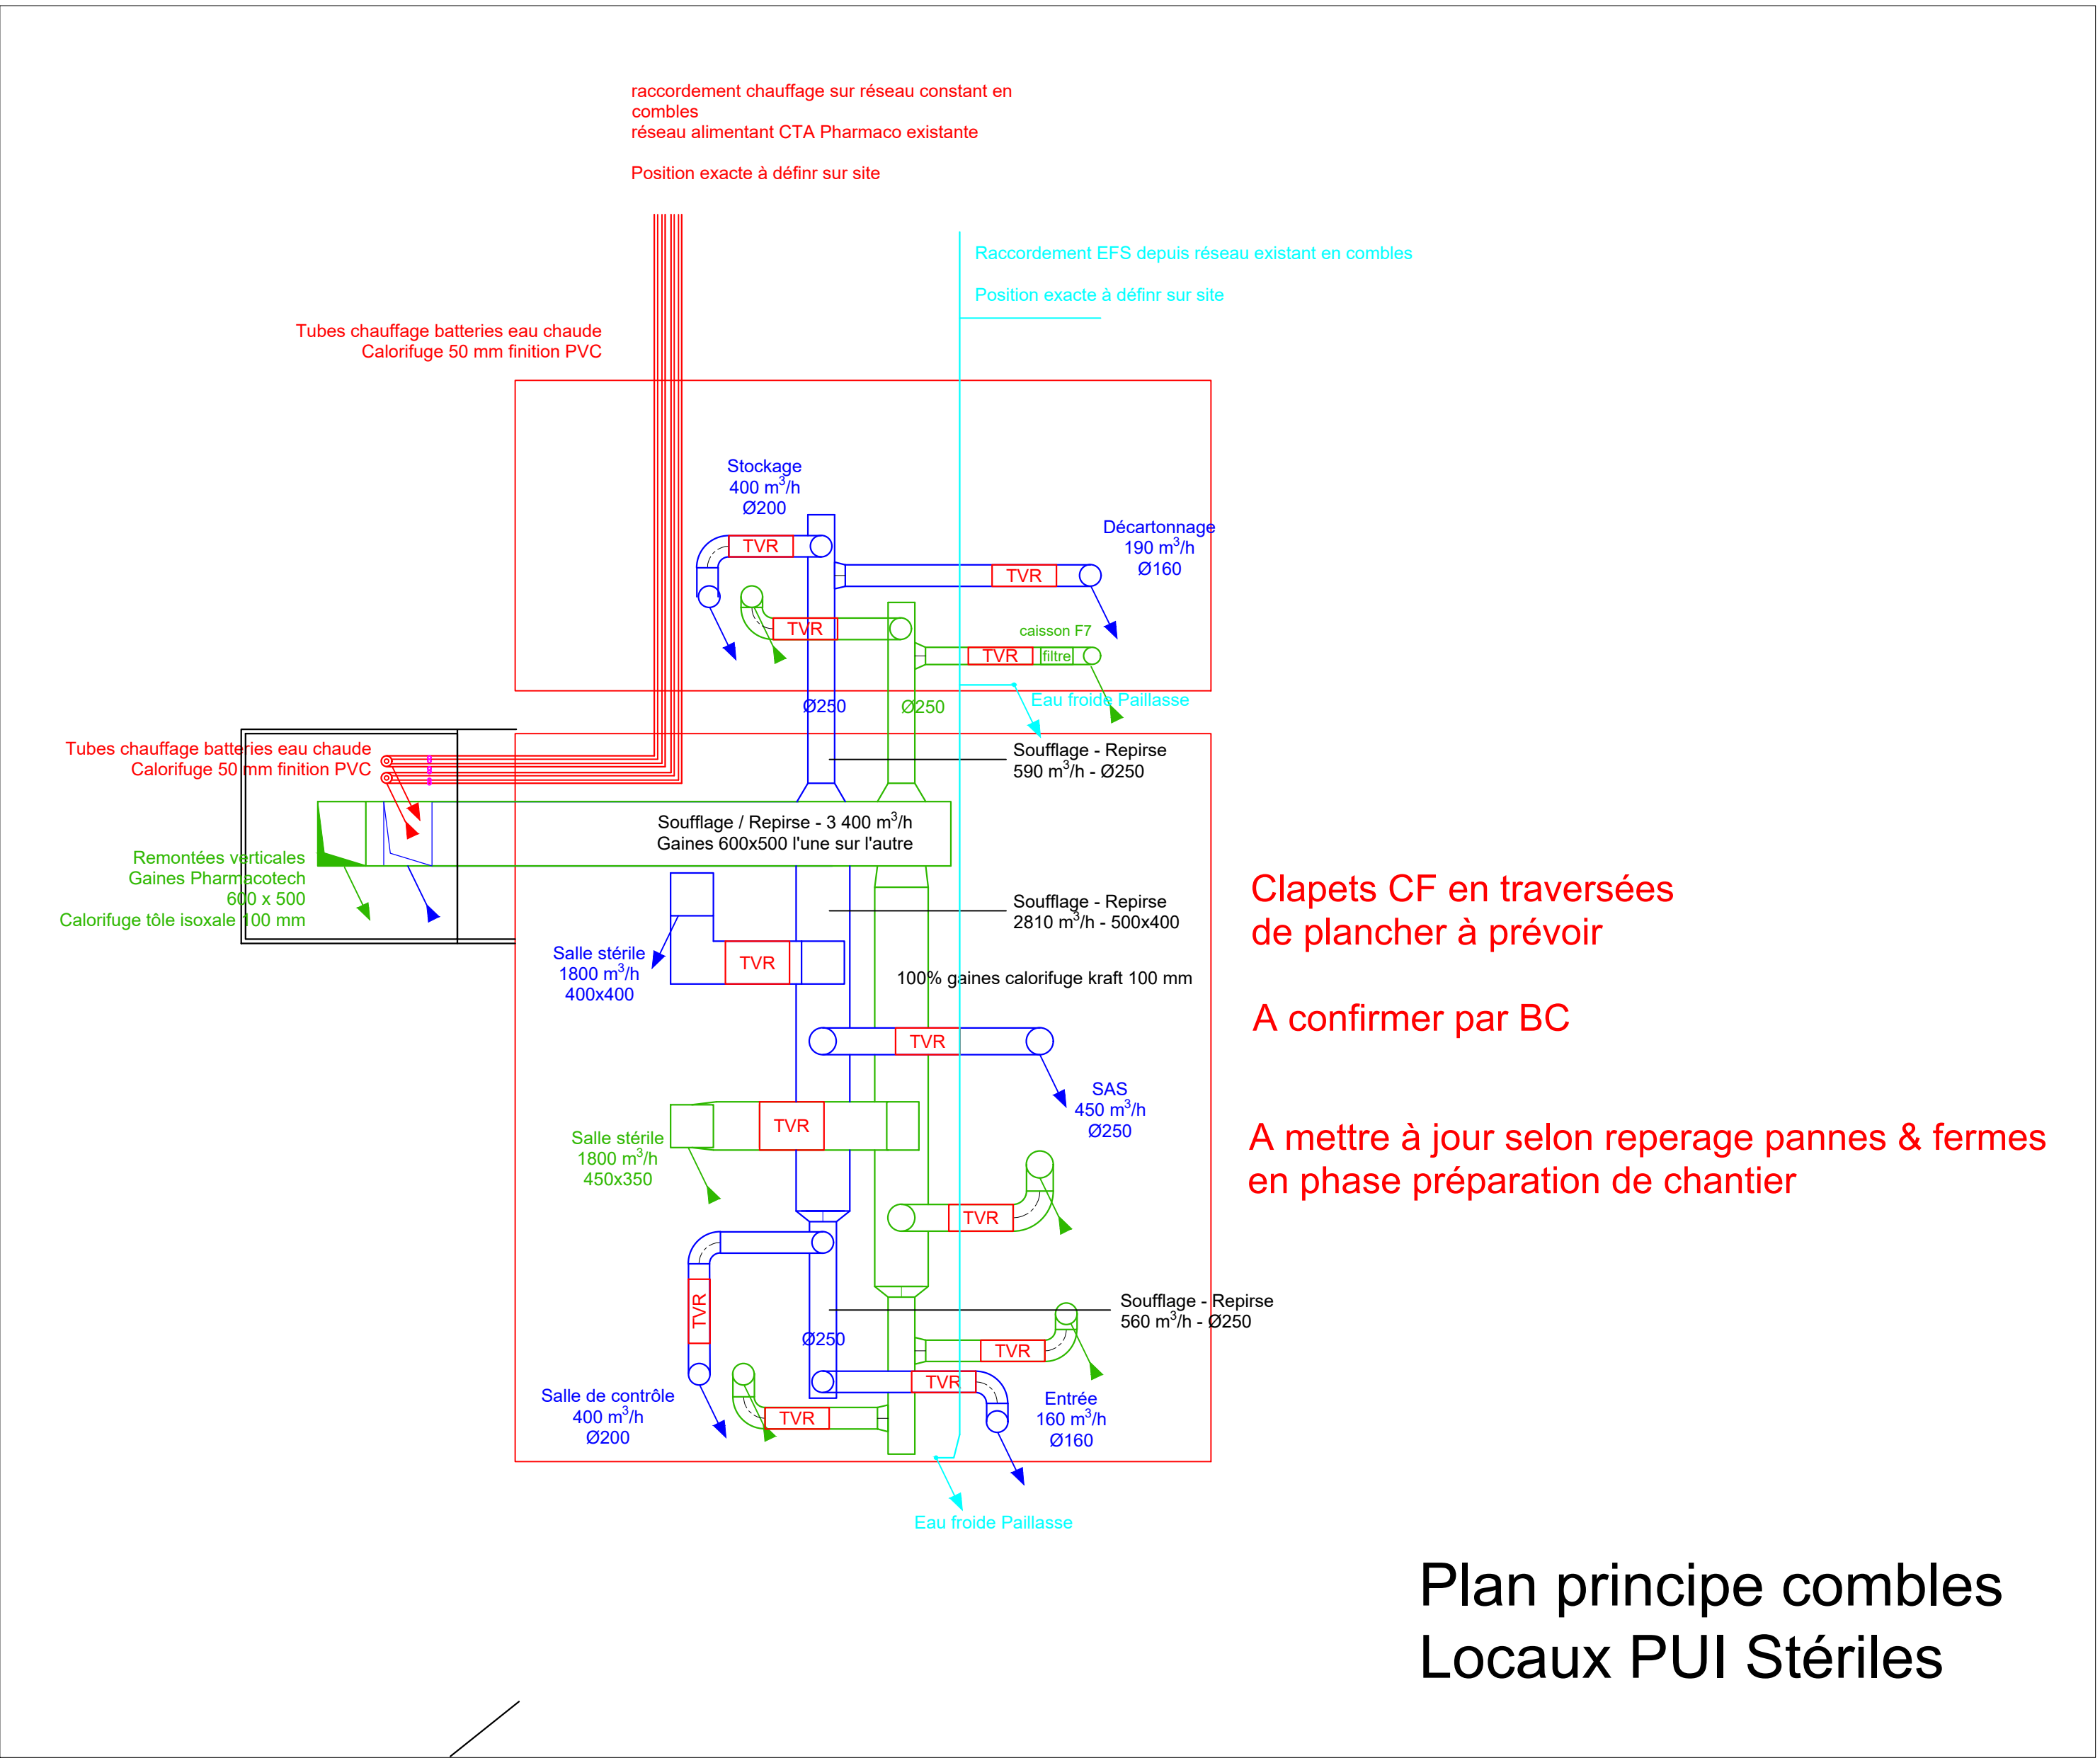 raccordement chauffage sur réseau constant en
combles
réseau alimentant CTA Pharmaco existante
Position exacte à définr sur site
Raccordement EFS depuis réseau existant en combles
Position exacte à définr sur site
Tubes chauffage batteries eau chaude
Calorifuge 50 mm finition PVC
Stockage
400 m³/h
Ø200
TVR
Décartonnage
190 m³/h
Ø160
TVR
TVR
caisson F7
TVR
filtre
Eau froide Paillasse
Ø250
Ø250
Tubes chauffage batteries eau chaude
Calorifuge 50 mm finition PVC
Soufflage - Repirse
590 m³/h - Ø250
Soufflage / Repirse - 3 400 m³/h
Gaines 600x500 l'une sur l'autre
Remontées verticales
Gaines Pharmacotech
600 x 500
Calorifuge tôle isoxale 100 mm
Soufflage - Repirse
2810 m³/h - 500x400
Clapets CF en traversées
de plancher à prévoir
Salle stérile
1800 m³/h
400x400
TVR
100% gaines calorifuge kraft 100 mm
A confirmer par BC
TVR
SAS
450 m³/h
Ø250
TVR
Salle stérile
1800 m³/h
450x350
A mettre à jour selon reperage pannes & fermes
en phase préparation de chantier
TVR
TVR
Soufflage - Repirse
560 m³/h - Ø250
Ø250
TVR
TVR
Salle de contrôle
400 m³/h
Ø200
TVR
Entrée
160 m³/h
Ø160
Eau froide Paillasse
Plan principe combles
Locaux PUI Stériles